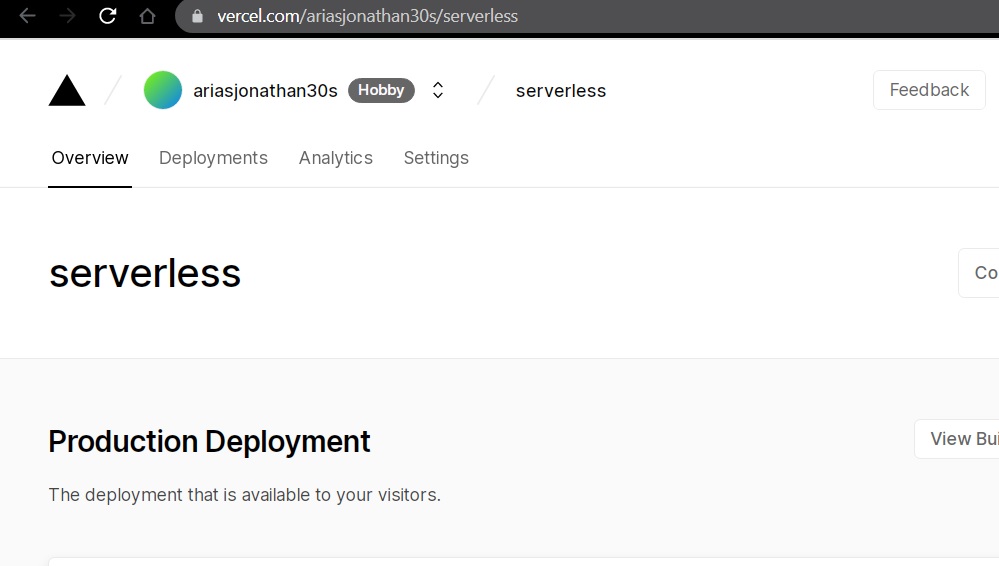 vercel.com/ariasjonathan30s/serverless
ariasjonathan30s Hobby serverless Feedback
Overview Deployments Analytics Settings
serverless
Co
Production Deployment
View Bui
The deployment that is available to your visitors.